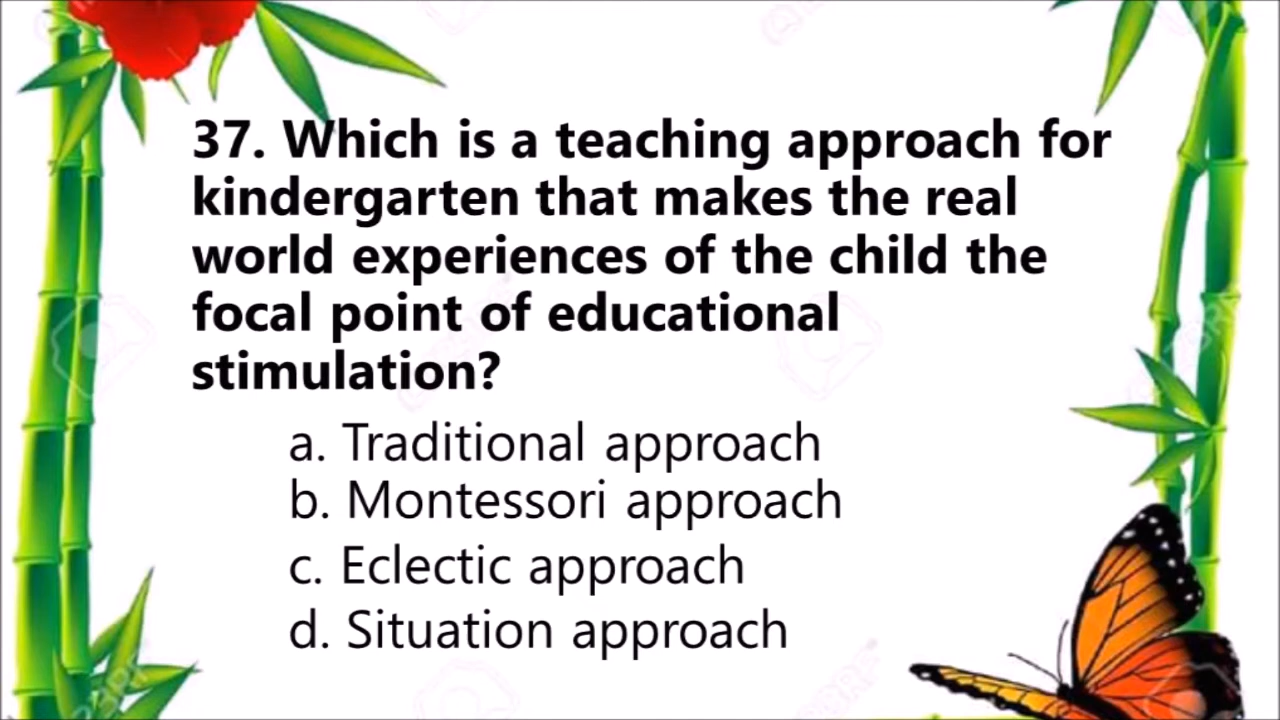 37. Which is a teaching approach for
kindergarten that makes the real
world experiences of the child the
focal point of educational
stimulation?
a. Traditional approach
b. Montessori approach
c. Eclectic approach
d. Situation approach